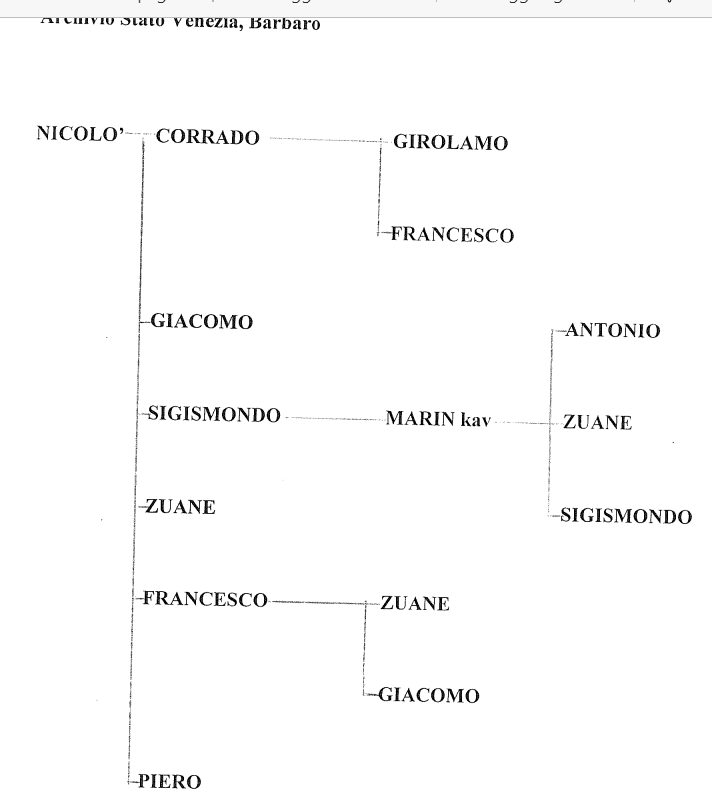 Archivio Stato Venezia, Barbaro
NICOLO' CORRADO GIROLAMO
FRANCESCO
GIACOMO ANTONIO
SIGISMONDO MARIN kav ZUANE
ZUANE SIGISMONDO
FRANCESCO ZUANE
GIACOMO
PIERO